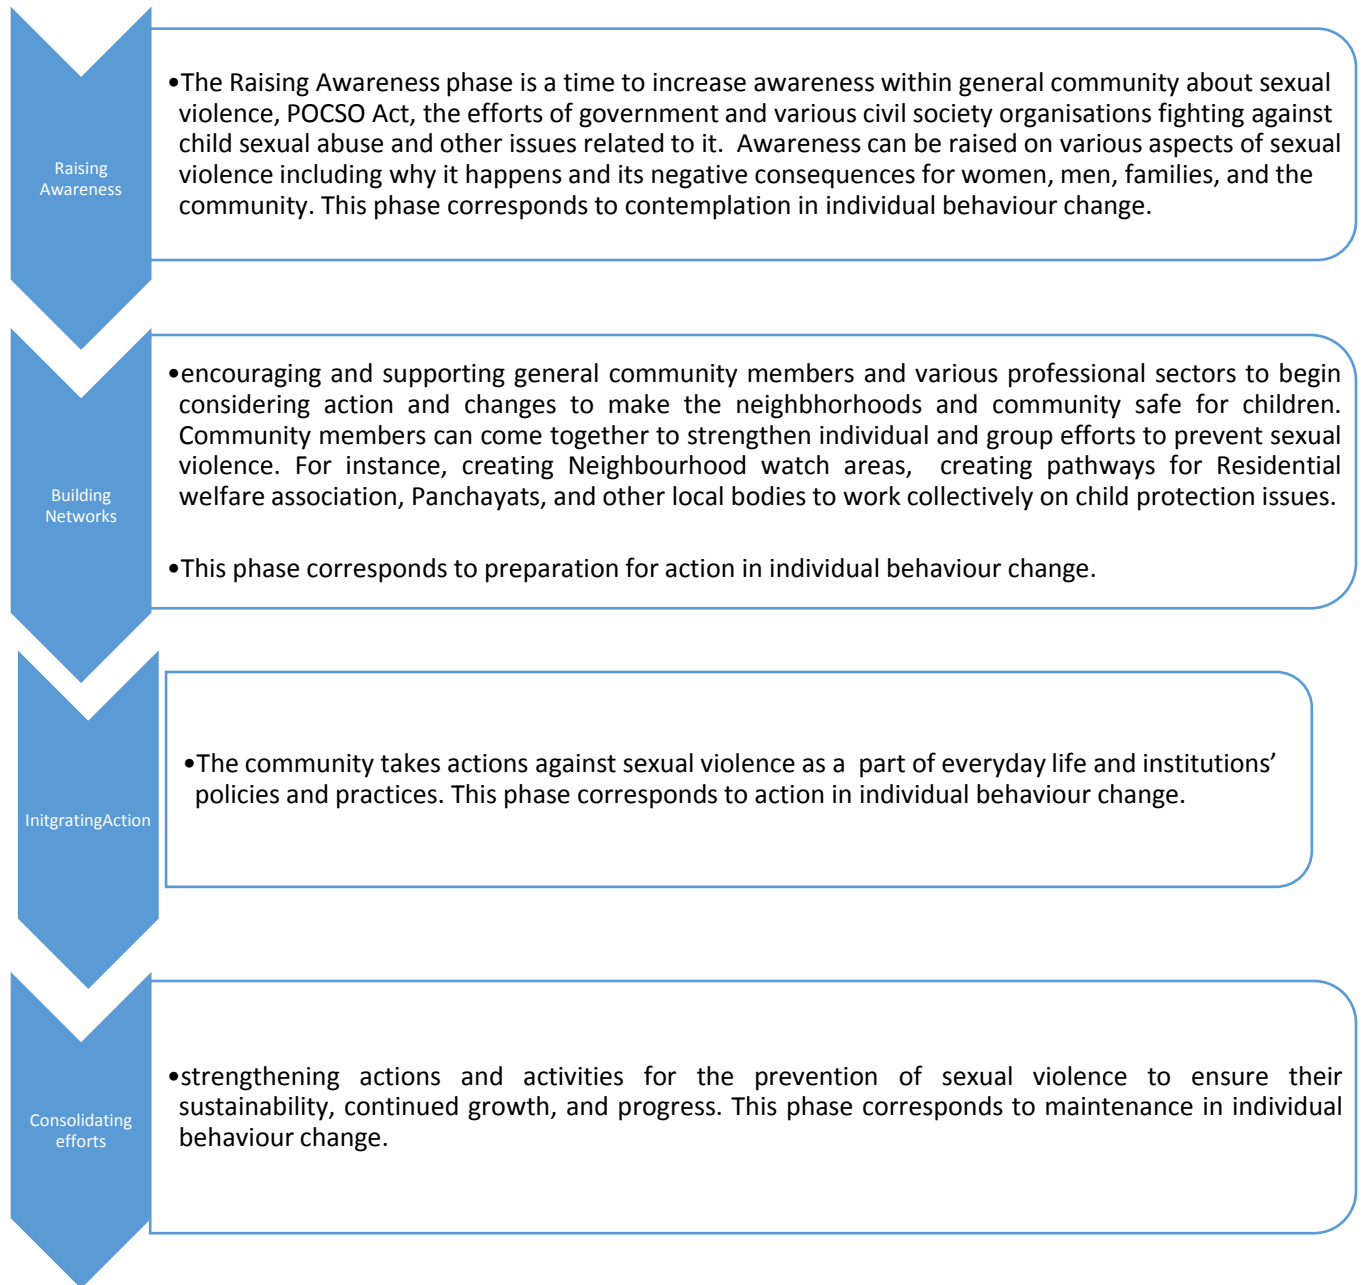 Raising
Awareness
•The Raising Awareness phase is a time to increase awareness within general community about sexual
violence, POCSO Act, the efforts of government and various civil society organisations fighting against
child sexual abuse and other issues related to it.  Awareness can be raised on various aspects of sexual
violence including why it happens and its negative consequences for women, men, families, and the
community. This phase corresponds to contemplation in individual behaviour change.
Building
Networks
•encouraging and supporting general community members and various professional sectors to begin
considering action and changes to make the neighbhorhoods and community safe for children.
Community members can come together to strengthen individual and group efforts to prevent sexual
violence. For instance, creating Neighbourhood watch areas,  creating pathways for Residential
welfare association, Panchayats, and other local bodies to work collectively on child protection issues.
•This phase corresponds to preparation for action in individual behaviour change.
InitgratingAction
•The community takes actions against sexual violence as a  part of everyday life and institutions’
policies and practices. This phase corresponds to action in individual behaviour change.
Consolidating
efforts
•strengthening actions and activities for the prevention of sexual violence to ensure their
sustainability, continued growth, and progress. This phase corresponds to maintenance in individual
behaviour change.